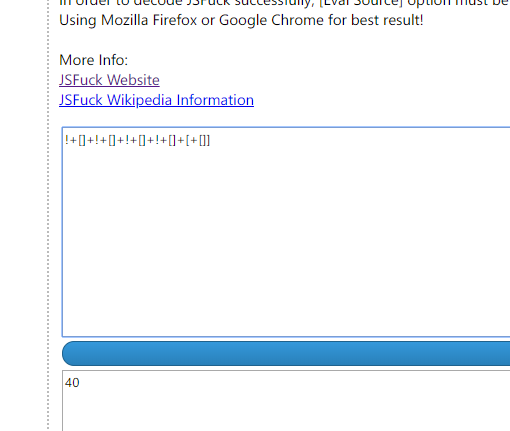 In order to decode JSFuck successfully, [Eval Source] option must be
Using Mozilla Firefox or Google Chrome for best result!
More Info:
JSFuck Website
JSFuck Wikipedia Information
!+[]+!+[]+!+[]+!+[]+[+[]]
40